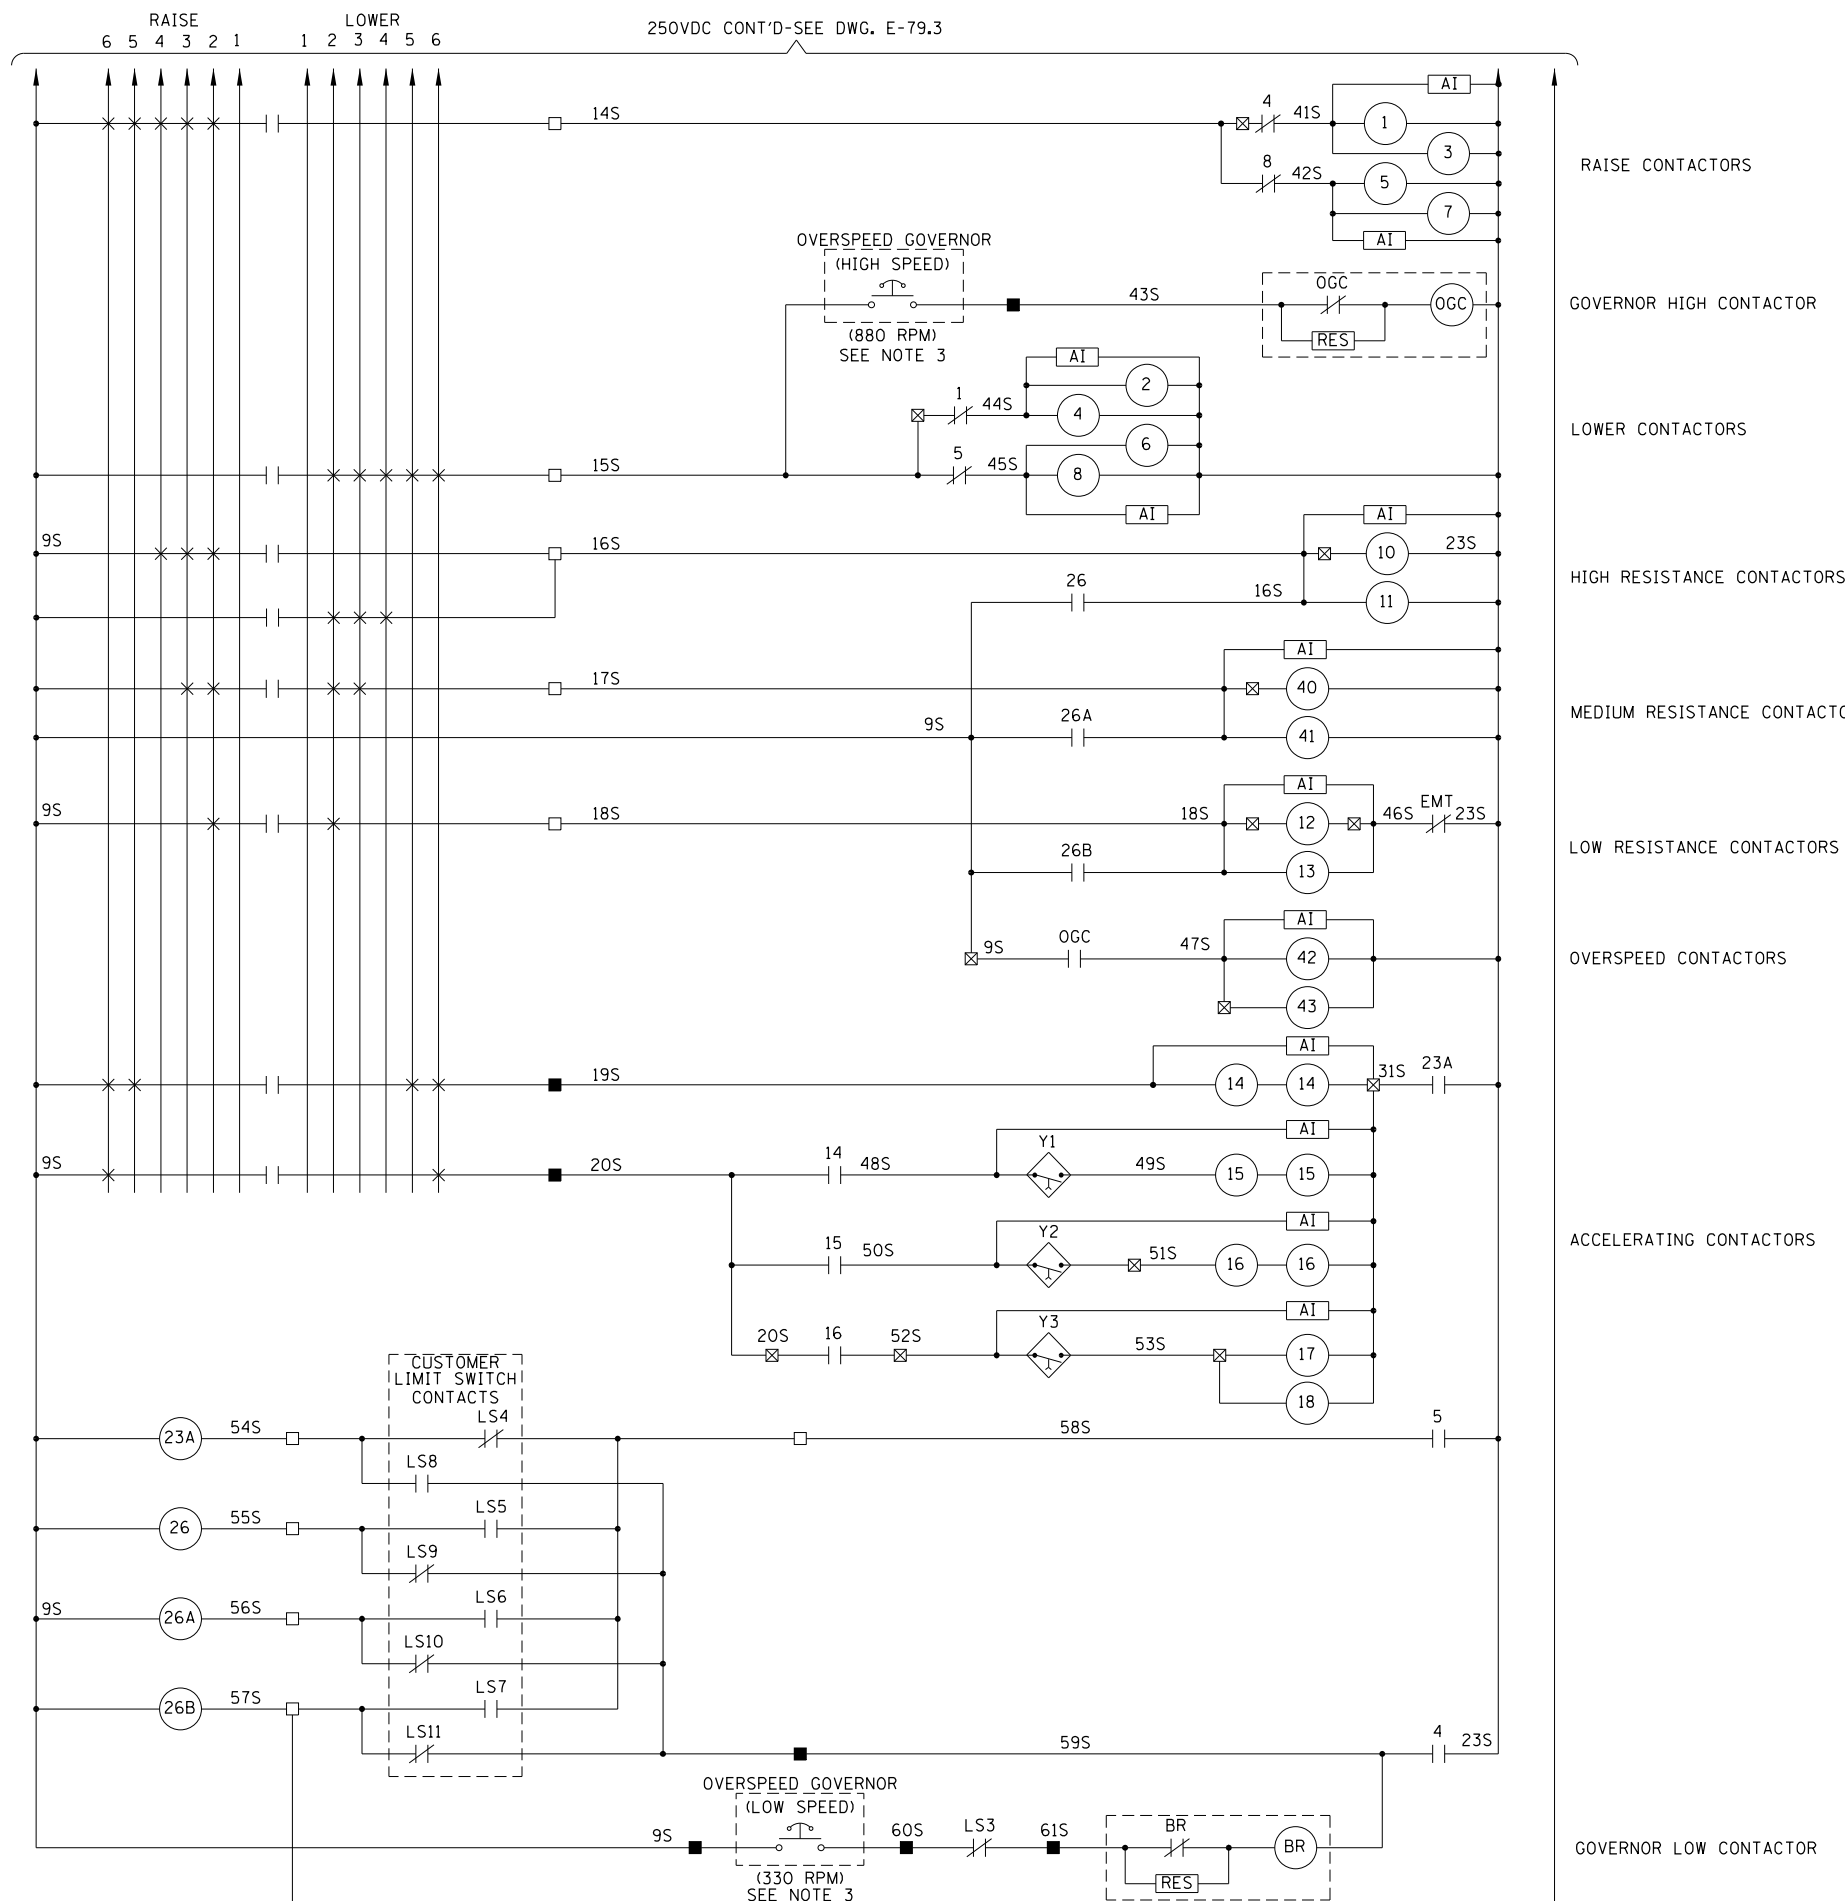 RAISE LOWER
250VDC CONT'D-SEE DWG. E-79.3
6 5 4 3 2 1 1 2 3 4 5 6
AI
14S 4 41S 1
3
RAISE CONTACTORS
8 42S 5
7
AI
OVERSPEED GOVERNOR
(HIGH SPEED)
43S OGC OGC
GOVERNOR HIGH CONTACTOR
RES
(880 RPM)
SEE NOTE 3
AI
2
1 44S 4
LOWER CONTACTORS
6
15S 5 45S 8
AI
AI
9S 16S 10 23S
HIGH RESISTANCE CONTACTORS
26 16S 11
AI
17S 40
MEDIUM RESISTANCE CONTACTO
9S 26A 41
AI
9S 18S 18S 12 46S EMT 23S
LOW RESISTANCE CONTACTORS
26B 13
AI
9S OGC 47S 42
OVERSPEED CONTACTORS
43
AI
19S 14 14 31S 23A
AI
9S 20S 14 48S Y1 49S 15 15
AI
15 50S Y2 51S 16 16
ACCELERATING CONTACTORS
AI
20S 16 52S Y3 53S 17
18
CUSTOMER
LIMIT SWITCH
CONTACTS
23A 54S LS4 58S 5
LS8
26 55S LS5
LS9
9S 26A 56S LS6
LS10
26B 57S LS7
LS11 59S 4 23S
OVERSPEED GOVERNOR
(LOW SPEED)
9S 60S LS3 61S BR BR
GOVERNOR LOW CONTACTOR
RES
(330 RPM)
SEE NOTE 3